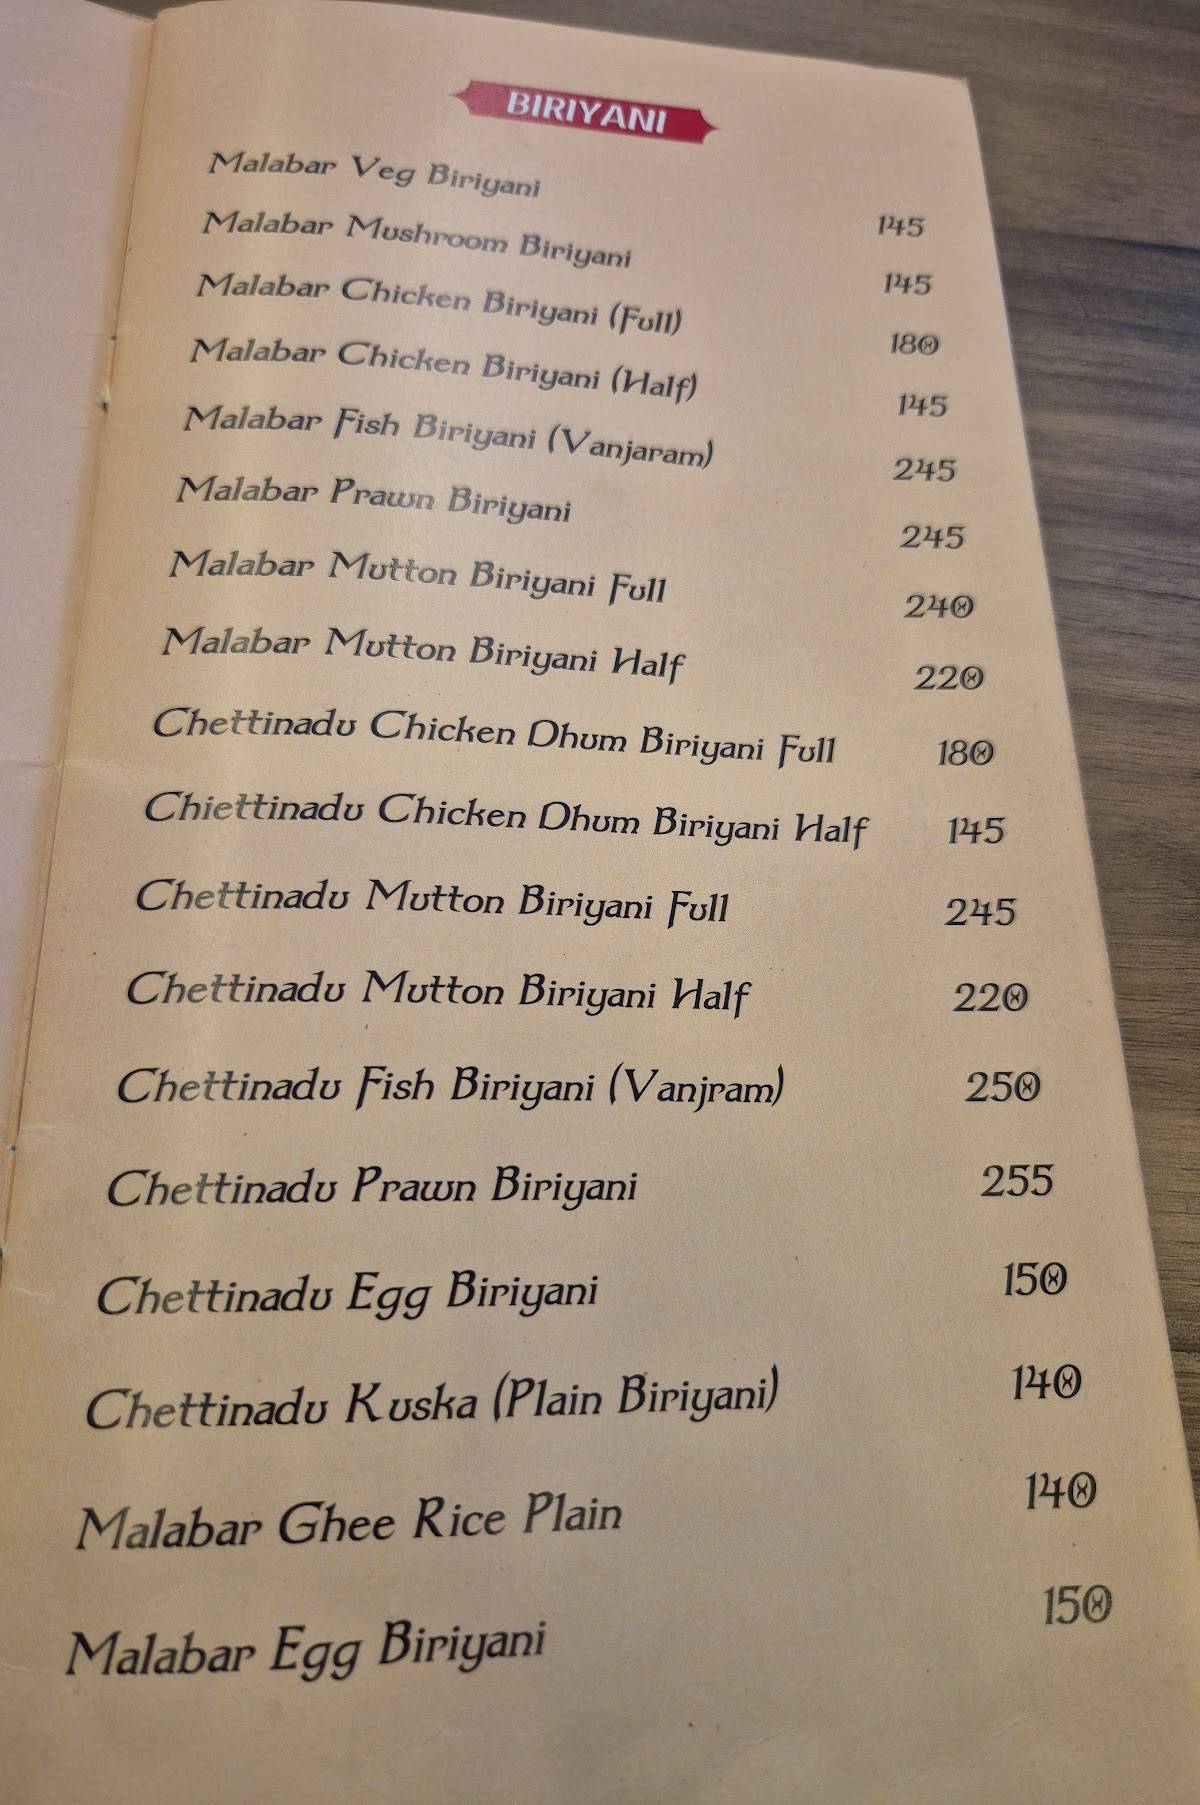 BIRIYANI
Malabar Veg Biriyani 145
Malabar Mushroom Biriyani 145
Malabar Chicken Biriyani (Full) 180
Malabar Chicken Biriyani (Half) 145
Malabar Fish Biriyani (Vanjaram) 245
Malabar Prawn Biriyani 245
Malabar Mutton Biriyani Full 240
Malabar Mutton Biriyani Half 220
Chettinadu Chicken Dhum Biriyani Full 180
Chiettinadu Chicken Dhum Biriyani Half 145
Chettinadu Mutton Biriyani Full 245
Chettinadu Mutton Biriyani Half 220
Chettinadu Fish Biriyani (Vanjram) 250
Chettinadu Prawn Biriyani 255
Chettinadu Egg Biriyani 150
Chettinadu Kuska (Plain Biriyani) 140
Malabar Ghee Rice Plain 140
Malabar Egg Biriyani 150